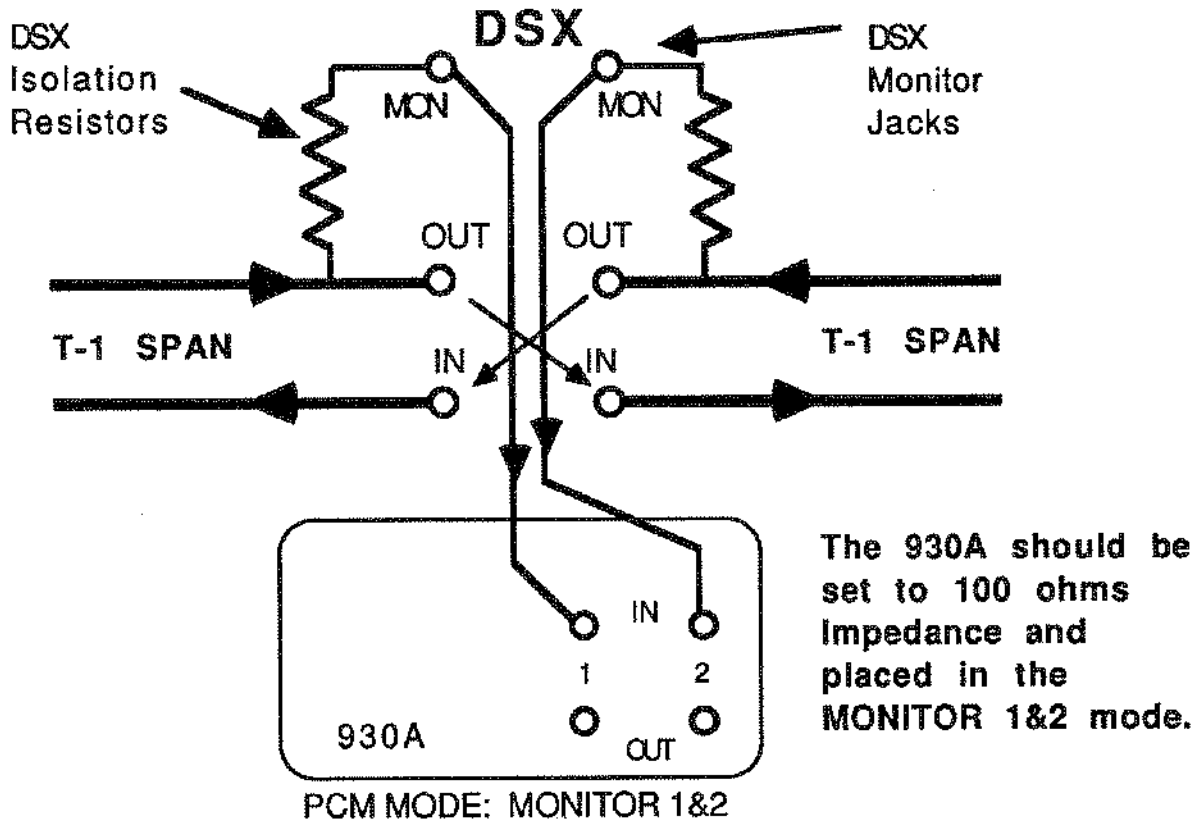 DSX
Isolation
Resistors
DSX
DSX
Monitor
Jacks
MON
MON
OUT
OUT
T-1 SPAN
IN
IN
T-1 SPAN
IN
1
2
930A
OUT
The 930A should be
set to 100 ohms
Impedance and
placed in the
MONITOR 1&2 mode.
PCM MODE: MONITOR 1&2